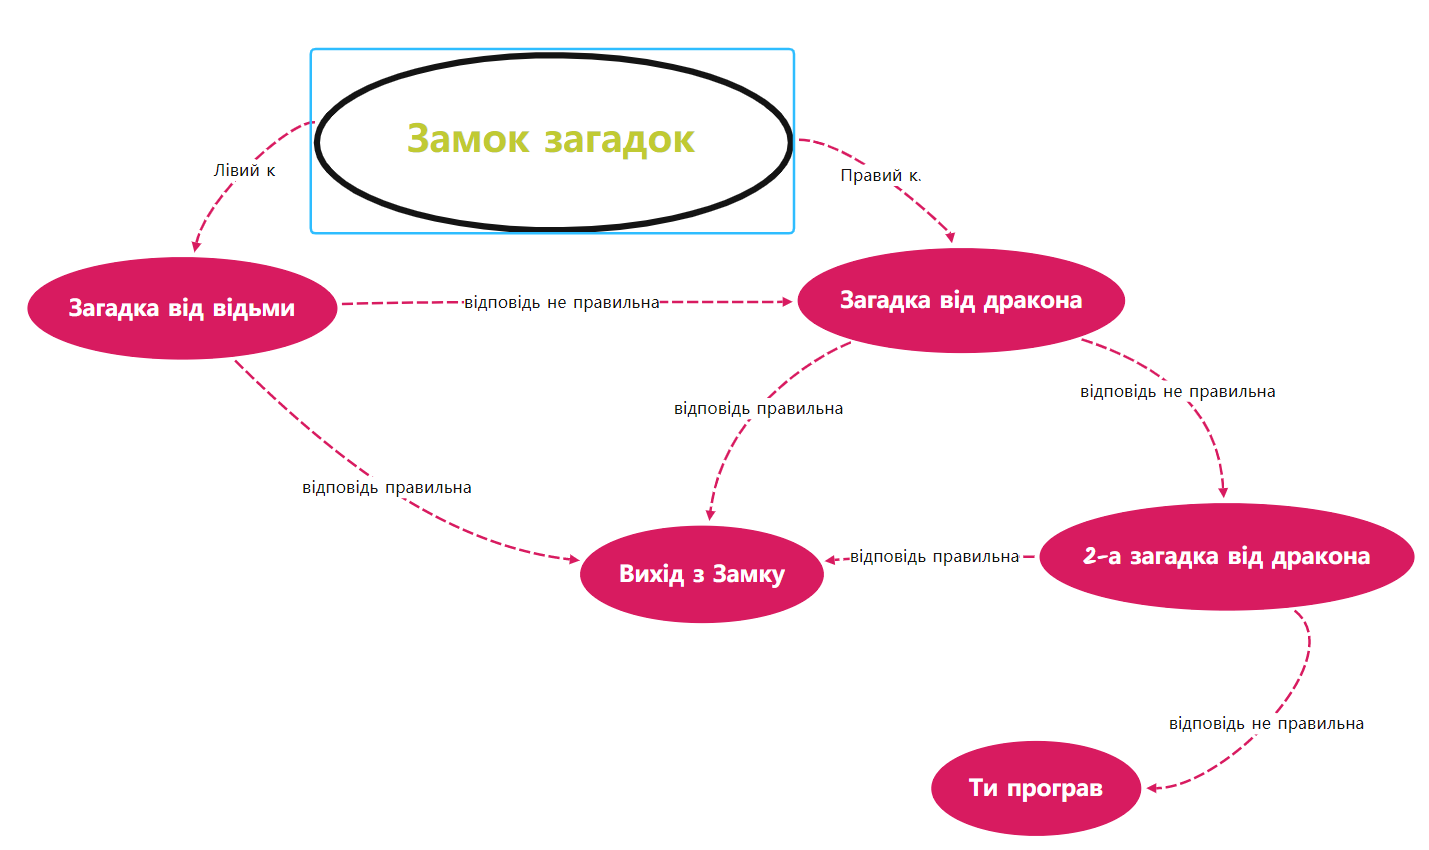 Замок загадок
Лівий к
Правий к.
Загадка від відьми
відповідь не правильна
Загадка від дракона
відповідь правильна
відповідь не правильна
відповідь правильна
Вихід з Замку
відповідь правильна
2-а загадка від дракона
відповідь не правильна
Ти програв